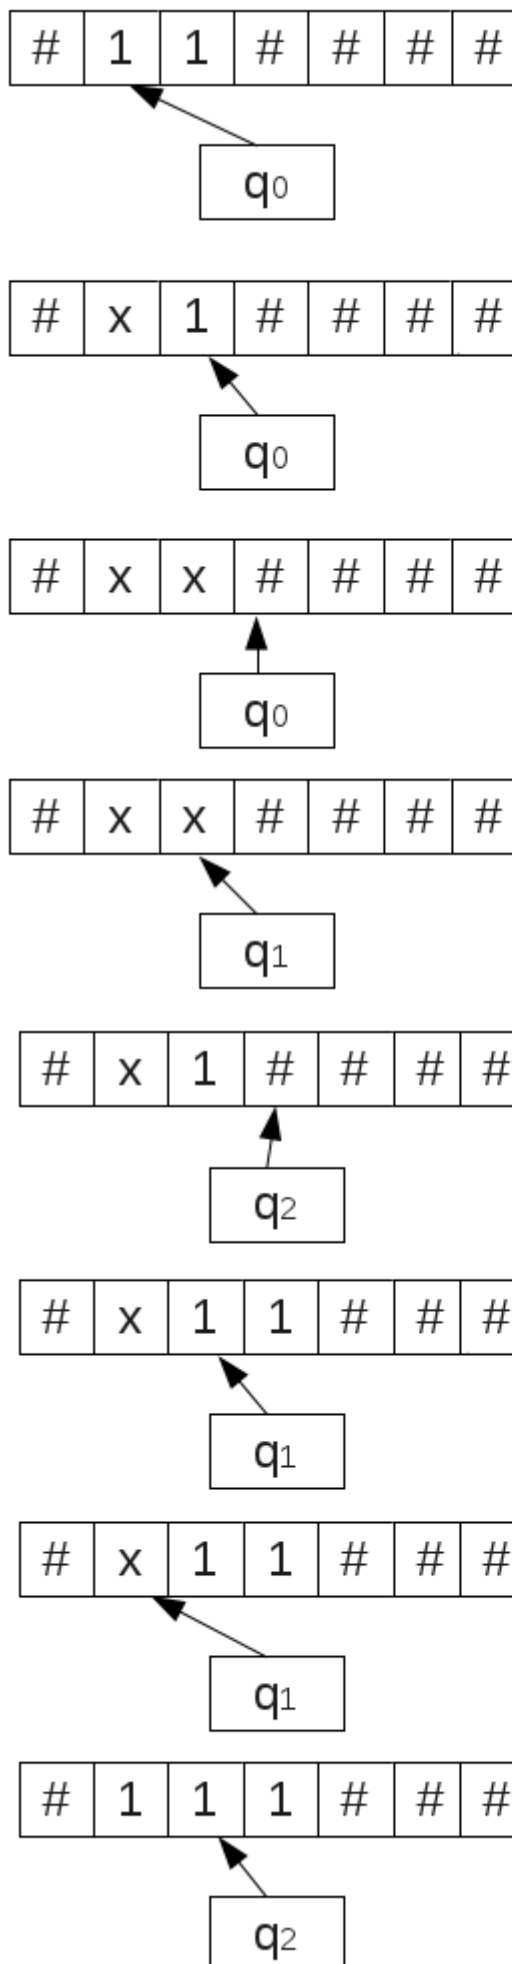 # 1 1 # # # #
q0
# x 1 # # # #
q0
# x x # # # #
q0
# x x # # # #
q1
# x 1 # # # #
q2
# x 1 1 # # #
q1
# x 1 1 # # #
q1
# 1 1 1 # # #
q2